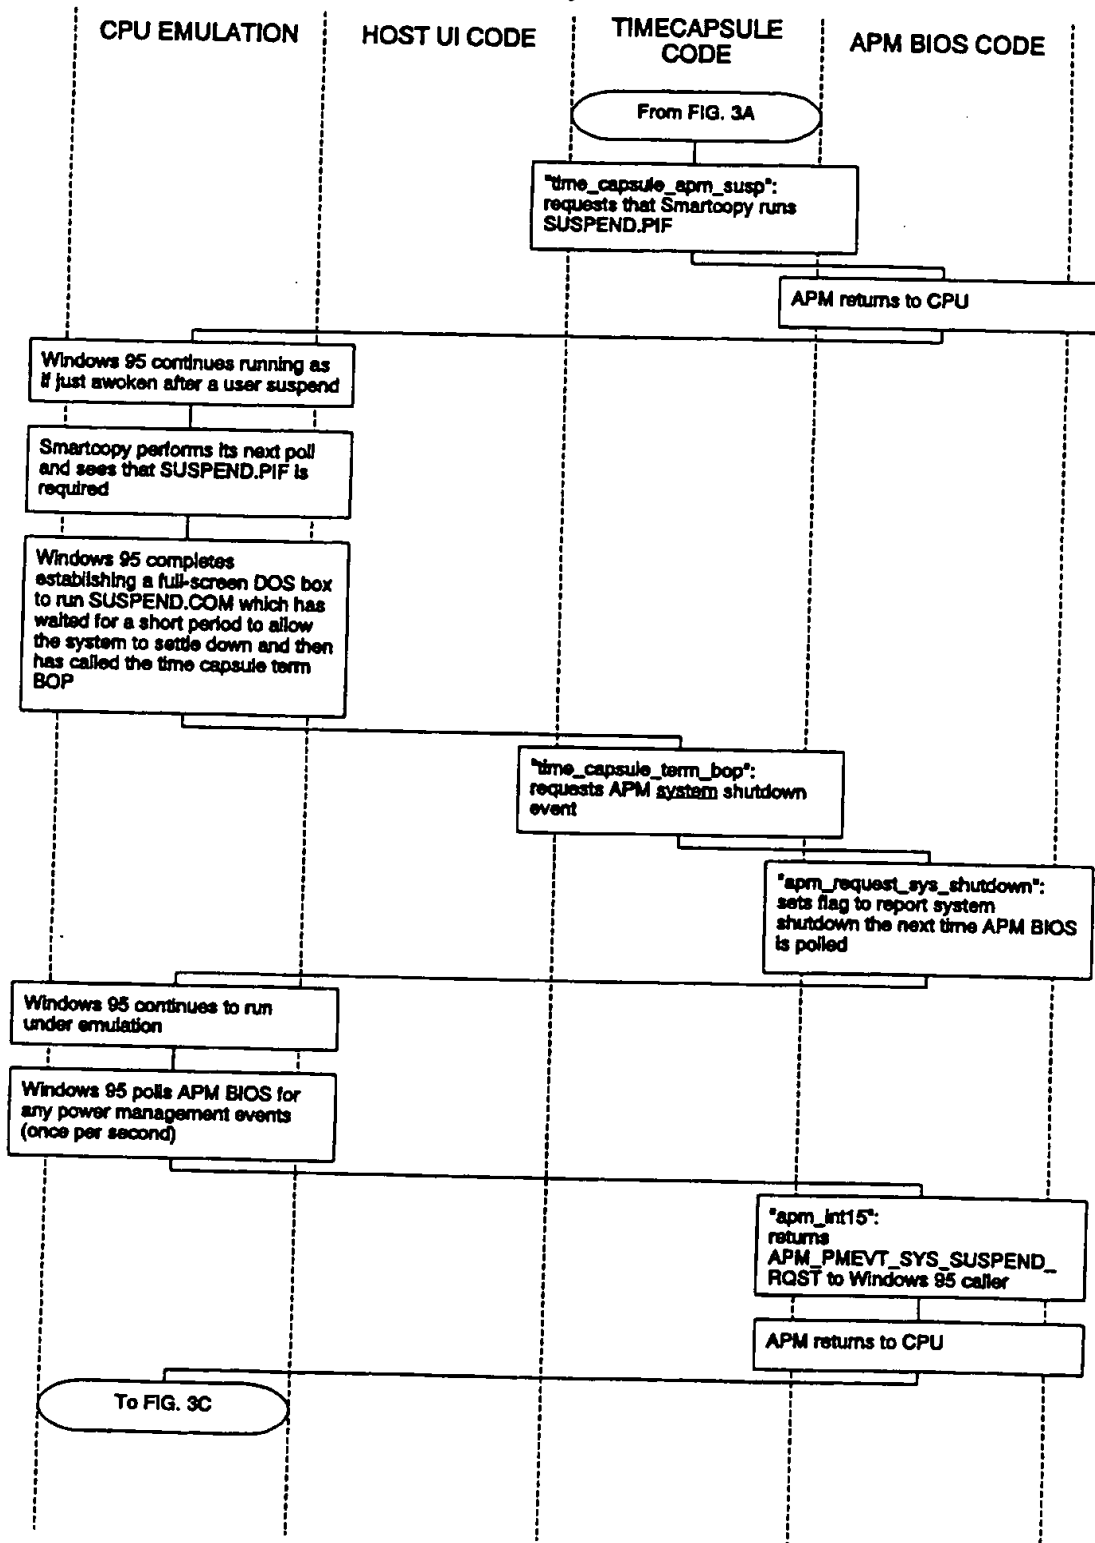 CPU EMULATION
HOST UI CODE
TIMECAPSULE
CODE
APM BIOS CODE
From FIG. 3A
"time_capsule_apm_susp":
requests that Smartcopy runs
SUSPEND.PIF
APM returns to CPU
Windows 95 continues running as
if just awoken after a user suspend
Smartcopy performs its next poll
and sees that SUSPEND.PIF is
required
Windows 95 completes
establishing a full-screen DOS box
to run SUSPEND.COM which has
waited for a short period to allow
the system to settle down and then
has called the time capsule term
BOP
"time_capsule_term_bop":
requests APM system shutdown
event
"apm_request_sys_shutdown":
sets flag to report system
shutdown the next time APM BIOS
is polled
Windows 95 continues to run
under emulation
Windows 95 polls APM BIOS for
any power management events
(once per second)
"apm_int15":
returns
APM_PMEVT_SYS_SUSPEND_
RQST to Windows 95 caller
APM returns to CPU
To FIG. 3C